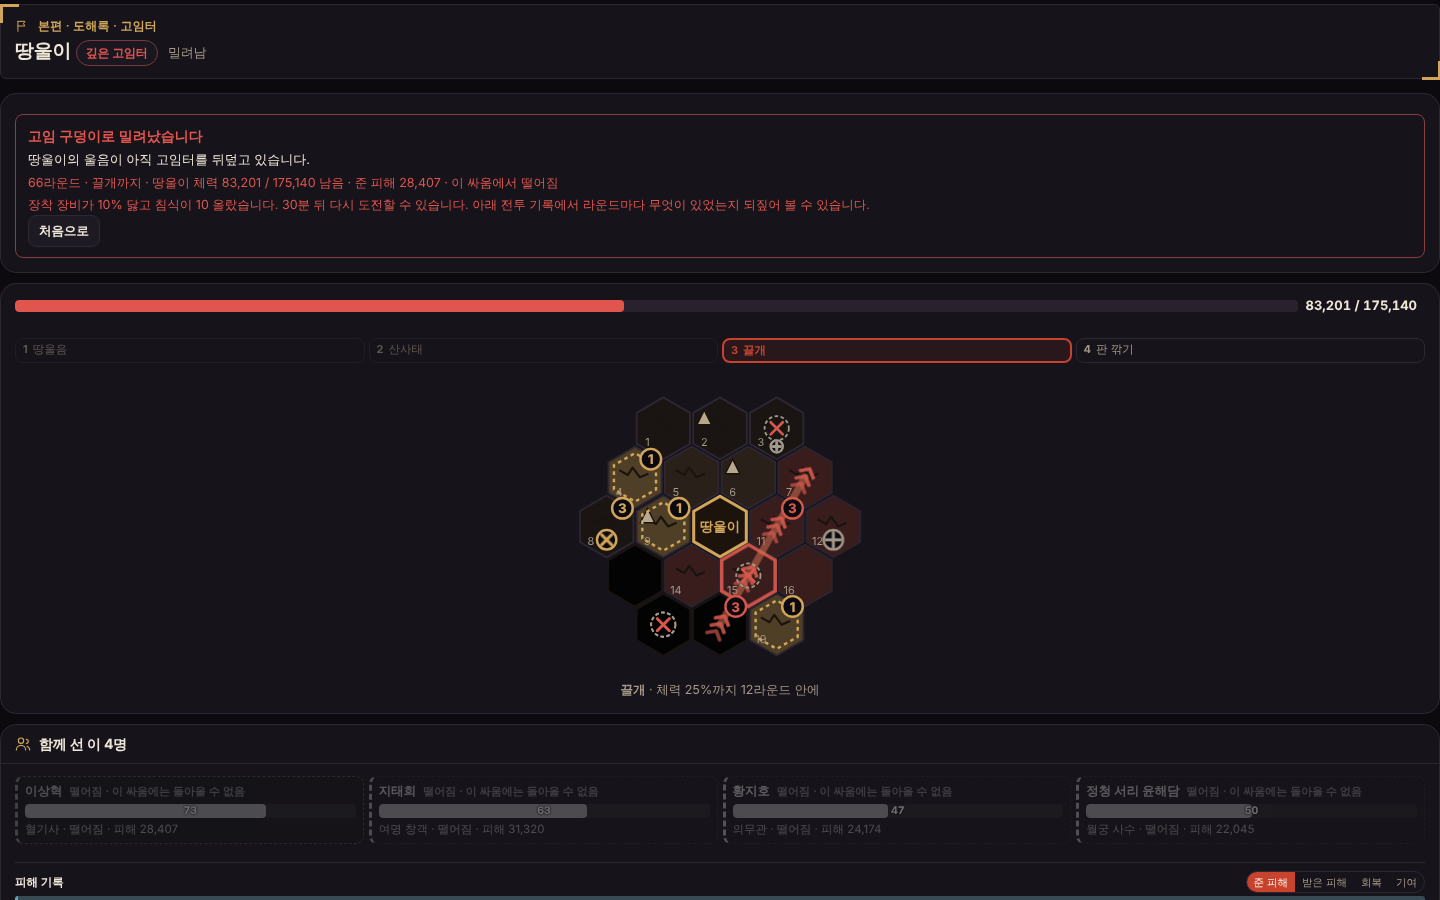 본편 · 도해록 · 고임터
땅울이 깊은 고임터 밀려남
고임 구덩이로 밀려났습니다
땅울이의 울음이 아직 고임터를 뒤덮고 있습니다.
66라운드 · 끌개까지 · 땅울이 체력 83,201 / 175,140 남음 · 준 피해 28,407 · 이 싸움에서 떨어짐
장착 장비가 10% 닳고 침식이 10 올랐습니다. 30분 뒤 다시 도전할 수 있습니다. 아래 전투 기록에서 라운드마다 무엇이 있었는지 되짚어 볼 수 있습니다.
처음으로
83,201 / 175,140
1 땅울음 2 산사태 3 끌개 4 판 깎기
1 2 3
1
4 5 6 7
3 1 3
8 9 땅울이 11 12
14 15 16
3 1
19
끌개 · 체력 25%까지 12라운드 안에
함께 선 이 4명
이상혁 떨어짐 · 이 싸움에는 돌아올 수 없음
73
혈기사 · 떨어짐 · 피해 28,407
지태희 떨어짐 · 이 싸움에는 돌아올 수 없음
63
여명 창객 · 떨어짐 · 피해 31,320
황지호 떨어짐 · 이 싸움에는 돌아올 수 없음
47
의무관 · 떨어짐 · 피해 24,174
정청 서리 윤해담 떨어짐 · 이 싸움에는 돌아올 수 없음
50
월궁 사수 · 떨어짐 · 피해 22,045
피해 기록 준 피해 받은 피해 회복 기여